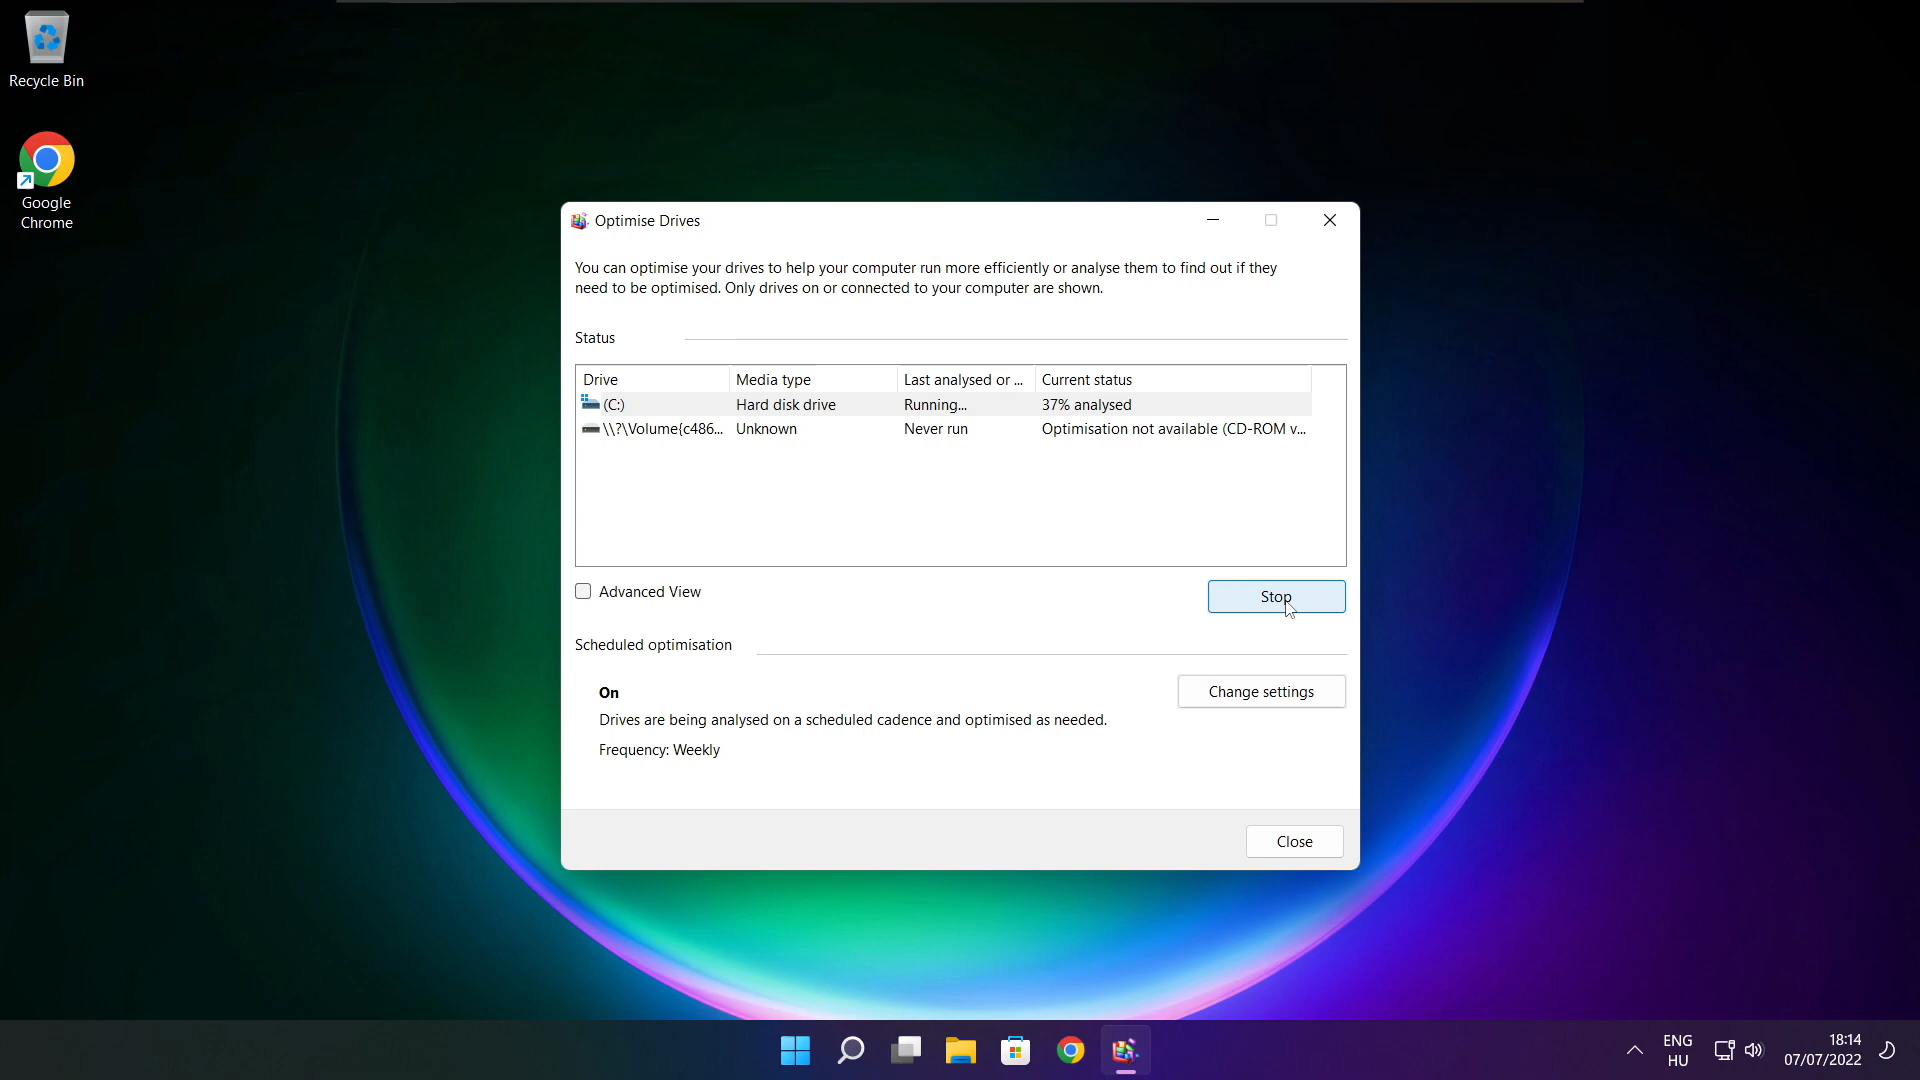 Recycle Bin
Google
Chrome
Optimise Drives
You can optimise your drives to help your computer run more efficiently or analyse them to find out if they
need to be optimised. Only drives on or connected to your computer are shown.
Status
Drive Media type Last analysed or ... Current status
(C:) Hard disk drive Running... 37% analysed
\\?\Volume{c486... Unknown Never run Optimisation not available (CD-ROM v...
Advanced View
Stop
Scheduled optimisation
On
Change settings
Drives are being analysed on a scheduled cadence and optimised as needed.
Frequency: Weekly
Close
ENG
HU
18:14
07/07/2022